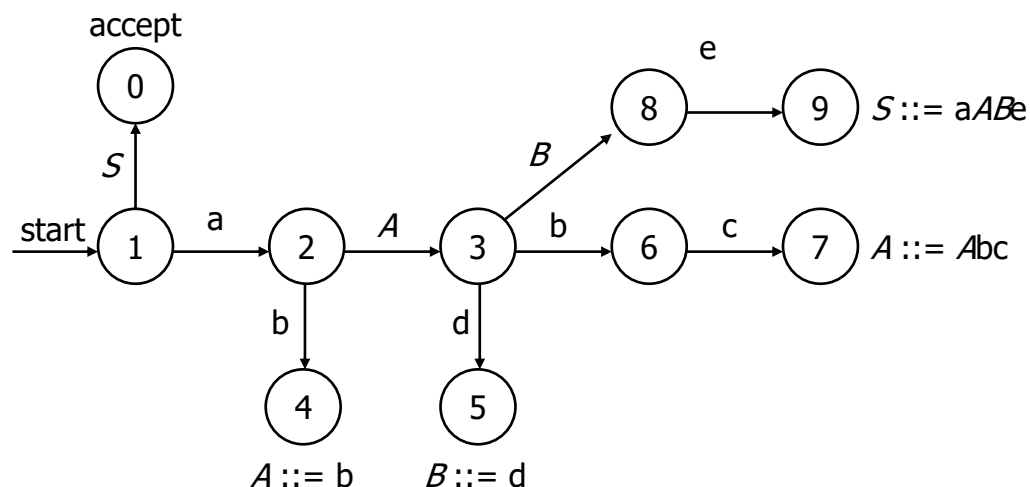 accept
0
S
start
1
a
2
A
3
B
8
e
9
S ::= aABe
b
6
c
7
A ::= Abc
b
4
A ::= b
d
5
B ::= d